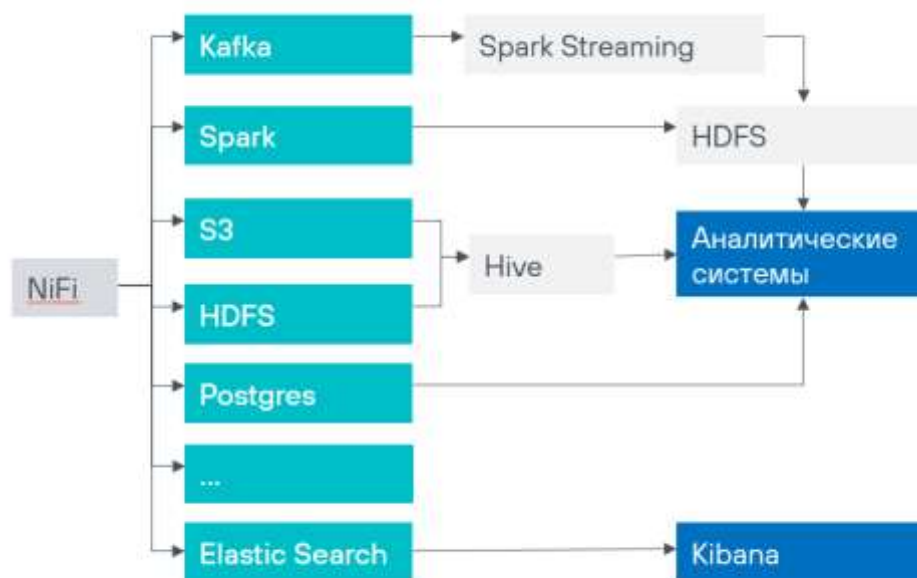 Kafka
Spark Streaming
Spark
HDFS
S3
Аналитические
системы
Hive
NiFi
HDFS
Postgres
...
Elastic Search
Kibana